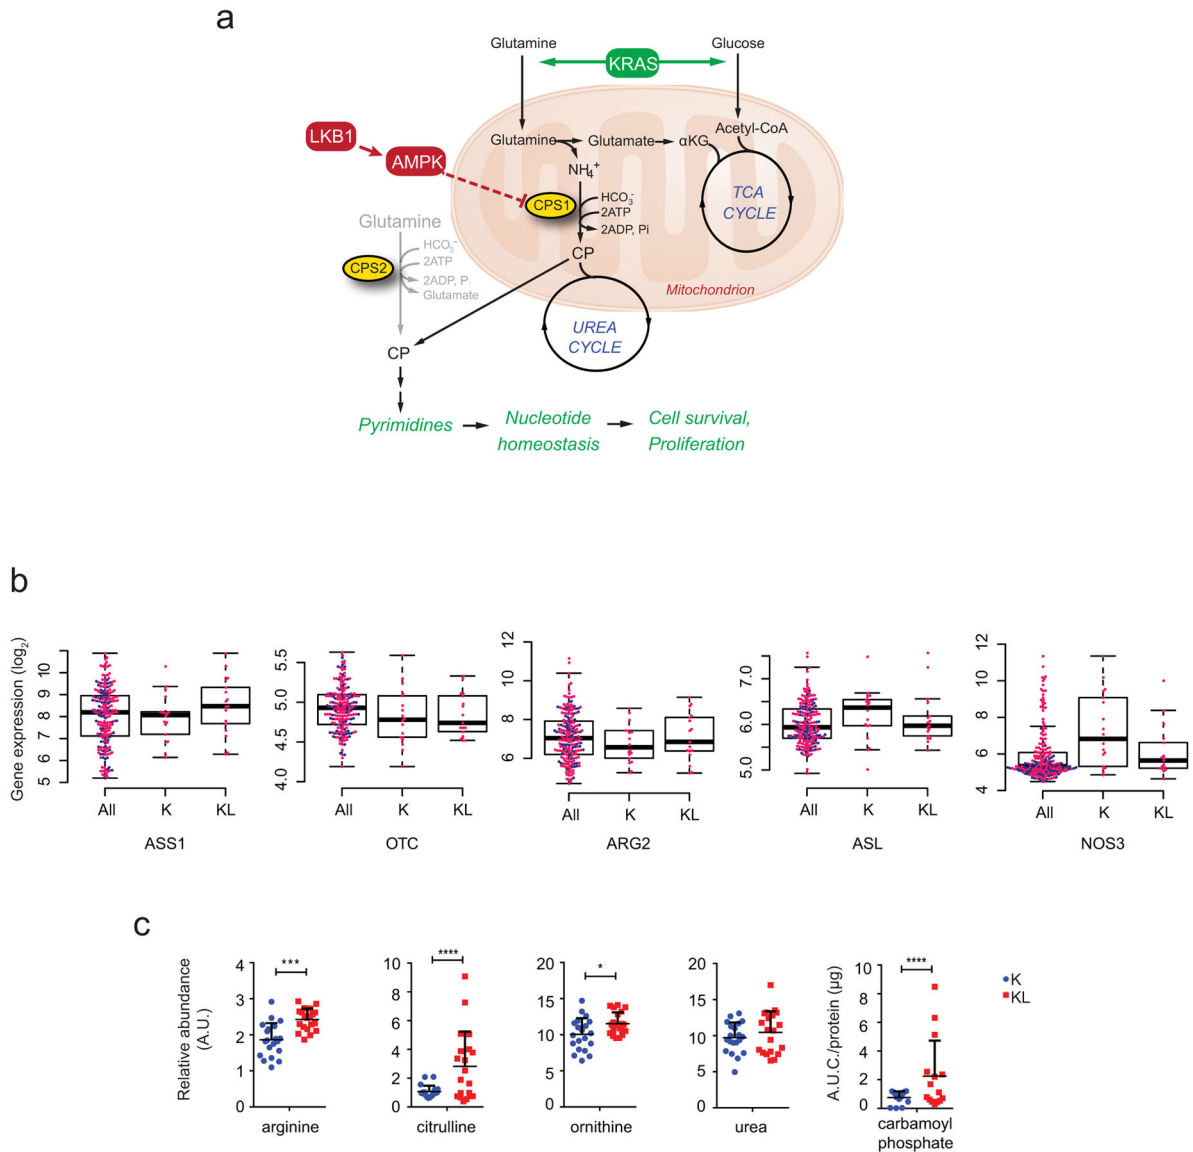 a
Glutamine
Glucose
KRAS
LKB1
AMPK
Glutamine
Glutamate
αKG
Acetyl-CoA
NH₄⁺
TCA
CYCLE
CPS1
HCO₃⁻
2ATP
2ADP, Pi
Glutamine
CPS2
HCO₃⁻
2ATP
2ADP, Pi
Glutamate
CP
Mitochondrion
UREA
CYCLE
CP
Pyrimidines
Nucleotide
homeostasis
Cell survival,
Proliferation
b
Gene expression (log₂)
10
9
8
7
6
5
All K KL
ASS1
5.5
5.0
4.5
4.0
All K KL
OTC
12
10
8
6
All K KL
ARG2
7.0
6.0
5.0
All K KL
ASL
12
10
8
6
4
All K KL
NOS3
c
Relative abundance
(A.U.)
4
3
2
1
0
***
arginine
10
8
6
4
2
0
****
citrulline
20
15
10
5
0
*
ornithine
20
15
10
5
0
urea
A.U.C./protein (µg)
10
8
6
4
2
0
****
carbamoyl
phosphate
K
KL